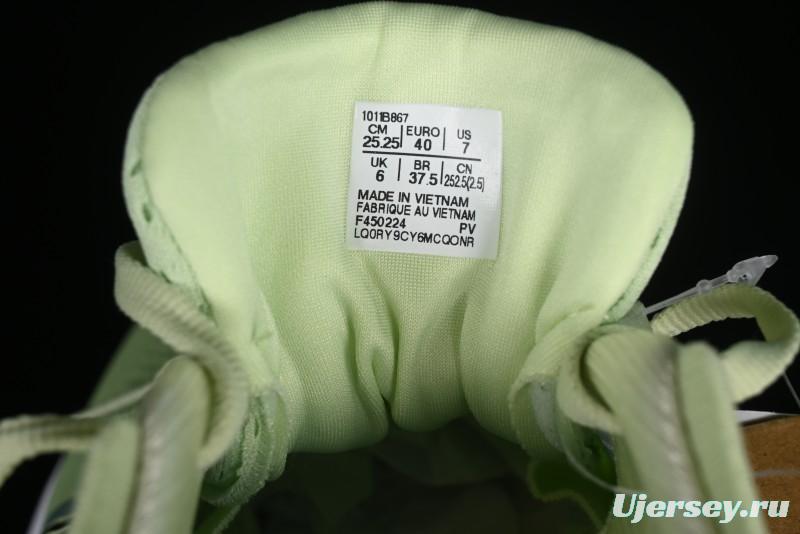 1011B867
CM EURO US
25.25 40 7
UK BR CN
6 37.5 252.5(2.5)
MADE IN VIETNAM
FABRIQUE AU VIETNAM
F450224 PV
LQ0RY9CY6MCQONR
Ujersey.ru